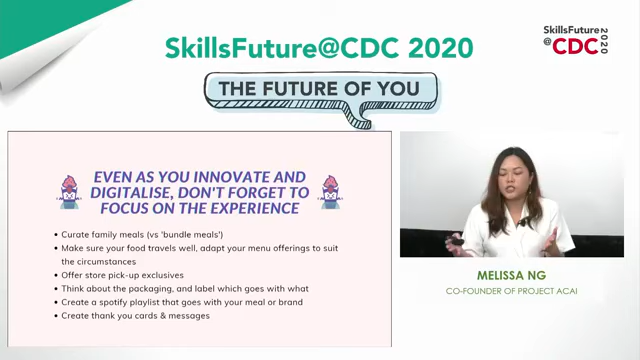 SkillsFuture@CDC 2020
SkillsFuture
@CDC
2020
THE FUTURE OF YOU
EVEN AS YOU INNOVATE AND
DIGITALISE, DON'T FORGET TO
FOCUS ON THE EXPERIENCE
• Curate family meals (vs 'bundle meals')
• Make sure your food travels well, adapt your menu offerings to suit
the circumstances
• Offer store pick-up exclusives
• Think about the packaging, and label which goes with what
• Create a spotify playlist that goes with your meal or brand
• Create thank you cards & messages
MELISSA NG
CO-FOUNDER OF PROJECT ACAI